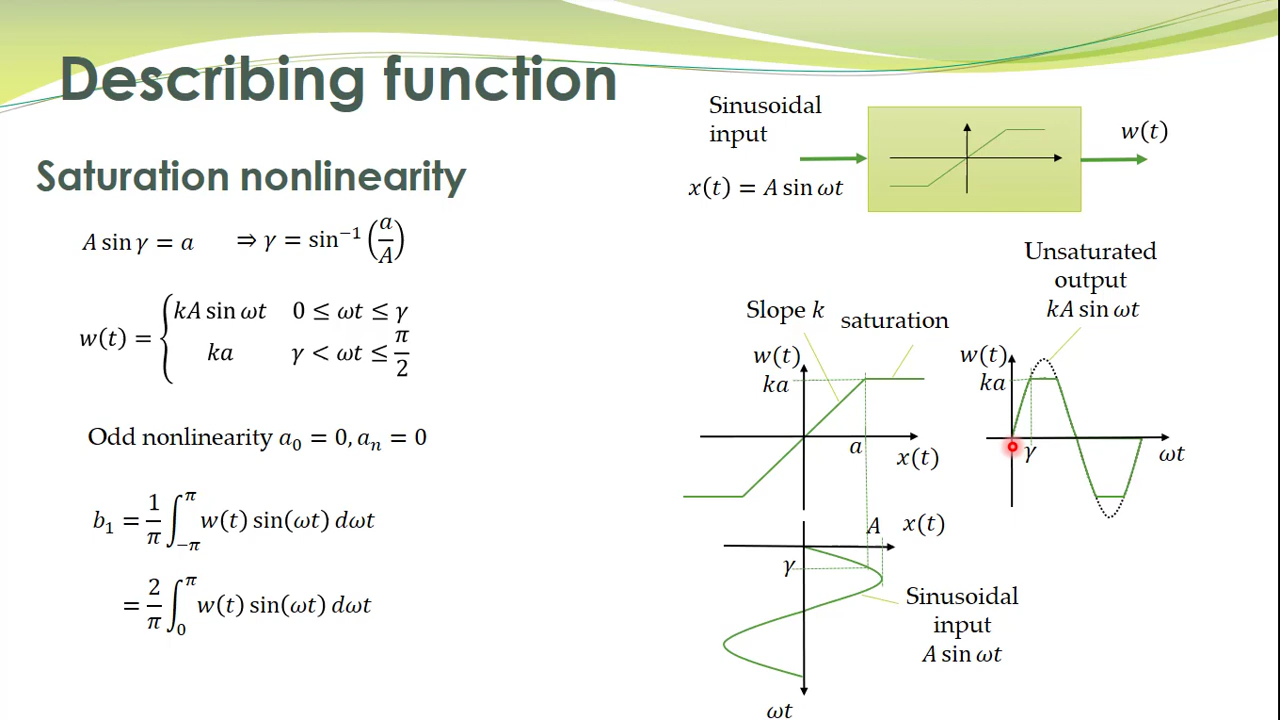 Describing function
Saturation nonlinearity
A sin γ = a ⇒ γ = sin⁻¹ (a/A)
w(t) = { kA sin ωt 0 ≤ ωt ≤ γ
ka γ < ωt ≤ π/2
Odd nonlinearity a₀ = 0, aₙ = 0
b₁ = 1/π ∫_{-π}^{π} w(t) sin(ωt) dωt
= 2/π ∫_{0}^{π} w(t) sin(ωt) dωt
Sinusoidal
input
x(t) = A sin ωt
w(t)
Slope k
saturation
w(t)
ka
a
x(t)
Unsaturated
output
kA sin ωt
w(t)
ka
γ
ωt
A
x(t)
γ
Sinusoidal
input
A sin ωt
ωt